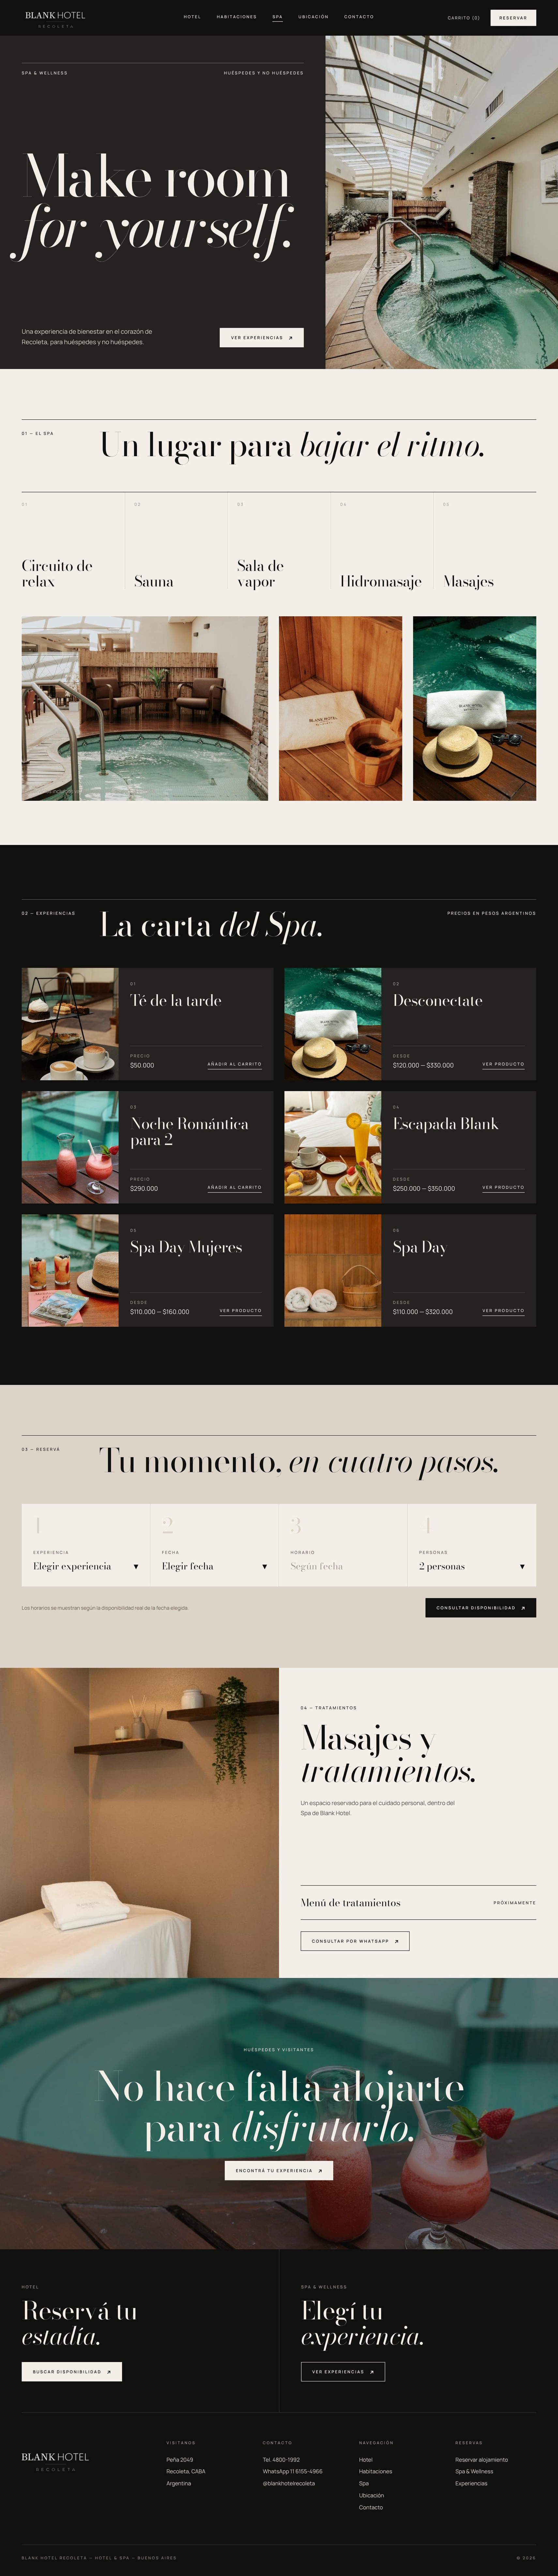 BLANK HOTEL
RECOLETA
HOTEL
HABITACIONES
SPA
UBICACIÓN
CONTACTO
CARRITO (0)
RESERVAR
SPA & WELLNESS
HUÉSPEDES Y NO HUÉSPEDES
Make room
for yourself.
Una experiencia de bienestar en el corazón de
Recoleta, para huéspedes y no huéspedes.
VER EXPERIENCIAS
01 — EL SPA
Un lugar para bajar el ritmo.
01
Circuito de
relax
02
Sauna
03
Sala de
vapor
04
Hidromasaje
05
Masajes
BLANK HOTEL
BLANK HOTEL
02 — EXPERIENCIAS
La carta del Spa.
PRECIOS EN PESOS ARGENTINOS
01
Té de la tarde
PRECIO
$50.000
AÑADIR AL CARRITO
02
Desconectate
DESDE
$120.000 — $330.000
VER PRODUCTO
03
Noche Romántica
para 2
PRECIO
$290.000
AÑADIR AL CARRITO
04
Escapada Blank
DESDE
$250.000 — $350.000
VER PRODUCTO
05
Spa Day Mujeres
DESDE
$110.000 — $160.000
VER PRODUCTO
06
Spa Day
DESDE
$110.000 — $320.000
VER PRODUCTO
03 — RESERVÁ
Tu momento, en cuatro pasos.
1
EXPERIENCIA
Elegir experiencia
2
FECHA
Elegir fecha
3
HORARIO
Según fecha
PERSONAS
2 personas
Los horarios se muestran según la disponibilidad real de la fecha elegida.
CONSULTAR DISPONIBILIDAD
04 — TRATAMIENTOS
Masajes y
tratamientos.
Un espacio reservado para el cuidado personal, dentro del
Spa de Blank Hotel.
Menú de tratamientos
PRÓXIMAMENTE
CONSULTAR POR WHATSAPP
HUÉSPEDES Y VISITANTES
No hace falta alojarte
para disfrutarlo.
ENCONTRÁ TU EXPERIENCIA
HOTEL
Reservá tu
estadía.
BUSCAR DISPONIBILIDAD
SPA & WELLNESS
Elegí tu
experiencia.
VER EXPERIENCIAS
BLANK HOTEL
RECOLETA
VISITANOS
Peña 2049
Recoleta, CABA
Argentina
CONTACTO
Tel. 4800-1992
WhatsApp 11 6155-4966
@blankhotelrecoleta
NAVEGACIÓN
Hotel
Habitaciones
Spa
Ubicación
Contacto
RESERVAS
Reservar alojamiento
Spa & Wellness
Experiencias
BLANK HOTEL RECOLETA — HOTEL & SPA — BUENOS AIRES
© 2026